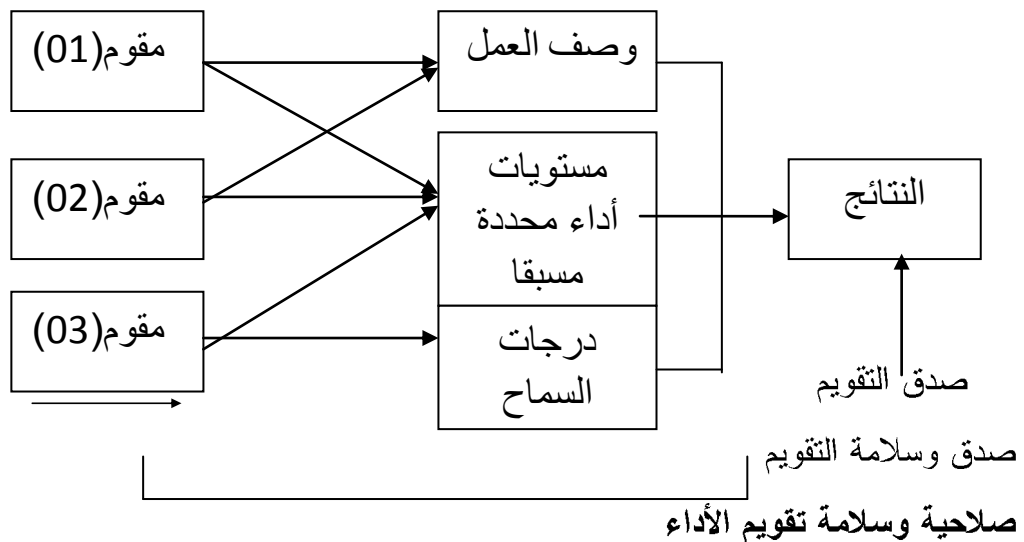 مقوم(01)
وصف العمل
مقوم(02)
مستويات
أداء محددة
مسبقا
النتائج
مقوم(03)
درجات
السماح
صدق التقويم
صدق وسلامة التقويم
صلاحية وسلامة تقويم الأداء